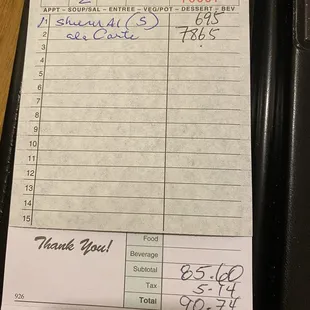 APPT - SOUP/SAL - ENTREE - VEG/POT - DESSERT - BEV
1 (S) 695
2 ala Carte 7865
3
4
5
6
7
8
9
10
11
12
13
14
15
Thank You!
Food
Beverage
Subtotal 85.60
Tax 5.14
Total 90.74
926